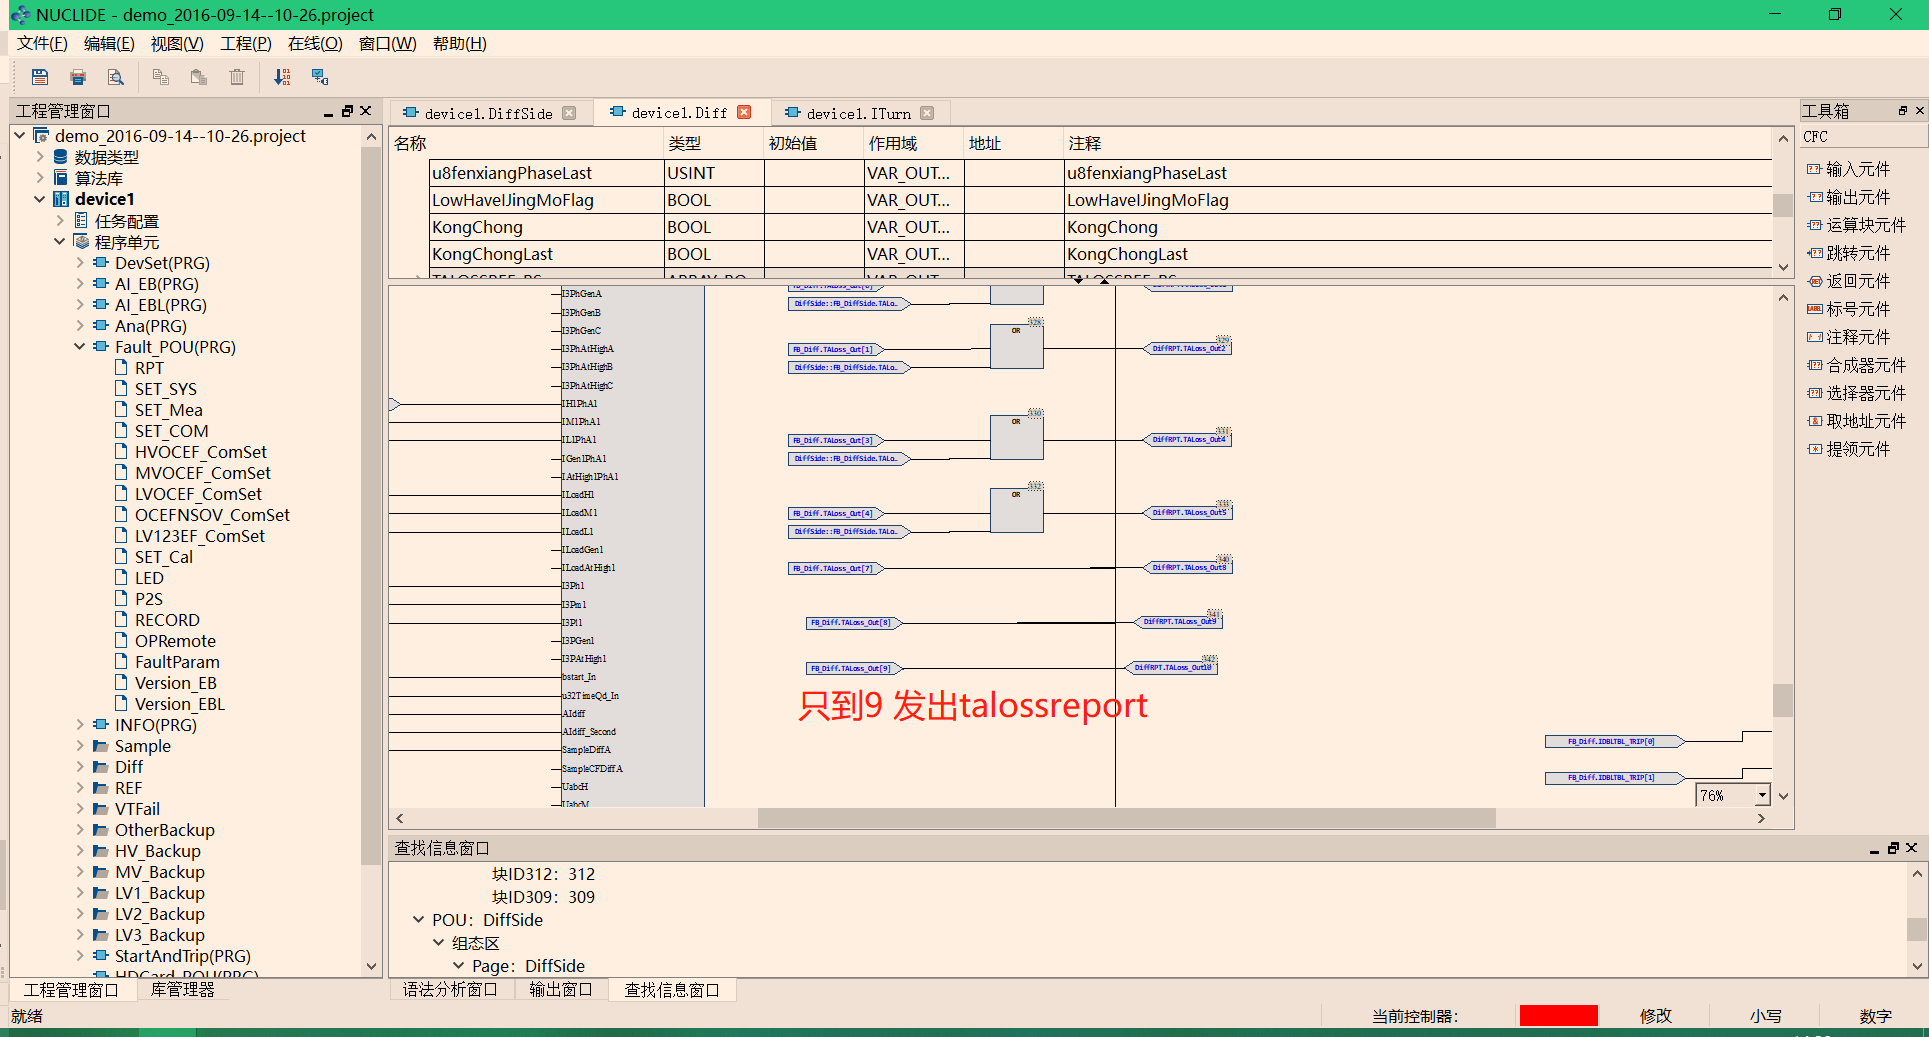 NUCLIDE - demo_2016-09-14--10-26.project
文件(F) 编辑(E) 视图(V) 工程(P) 在线(O) 窗口(W) 帮助(H)
工程管理窗口
demo_2016-09-14--10-26.project
数据类型
算法库
device1
任务配置
程序单元
DevSet(PRG)
AI_EB(PRG)
AI_EBL(PRG)
Ana(PRG)
Fault_POU(PRG)
RPT
SET_SYS
SET_Mea
SET_COM
HVOCEF_ComSet
MVOCEF_ComSet
LVOCEF_ComSet
OCEFNSOV_ComSet
LV123EF_ComSet
SET_Cal
LED
P2S
RECORD
OPRemote
FaultParam
Version_EB
Version_EBL
INFO(PRG)
Sample
Diff
REF
VTFail
OtherBackup
HV_Backup
MV_Backup
LV1_Backup
LV2_Backup
LV3_Backup
StartAndTrip(PRG)
HDCard_POU(PRG)
工程管理窗口 库管理器
device1.DiffSide device1.Diff device1.ITurn
名称 类型 初始值 作用域 地址 注释
u8fenxiangPhaseLast USINT VAR_OUT... u8fenxiangPhaseLast
LowHaveIJingMoFlag BOOL VAR_OUT... LowHaveIJingMoFlag
KongChong BOOL VAR_OUT... KongChong
KongChongLast BOOL VAR_OUT... KongChongLast
I3PhGenA
I3PhGenB
I3PhGenC
I3PhAtHighA
I3PhAtHighB
I3PhAtHighC
IH1PhA1
IM1PhA1
IL1PhA1
IGen1PhA1
IAtHigh1PhA1
ILoadH1
ILoadM1
ILoadL1
ILoadGen1
ILoadAtHigh1
I3Ph1
I3Pm1
I3Pl1
I3PGen1
I3PAtHigh1
bstart_In
u32TimeQd_In
AIdiff
AIdiff_Second
SampleDiffA
SampleCFDiffA
UabcH
UabcM
DiffSide::FB_DiffSide.TALo…
328
OR
329
FB_Diff.TALoss_Out[1] DiffRPT.TALoss_Out2
DiffSide::FB_DiffSide.TALo…
330
OR
331
FB_Diff.TALoss_Out[3] DiffRPT.TALoss_Out4
DiffSide::FB_DiffSide.TALo…
332
OR
333
FB_Diff.TALoss_Out[4] DiffRPT.TALoss_Out5
DiffSide::FB_DiffSide.TALo…
340
FB_Diff.TALoss_Out[7] DiffRPT.TALoss_Out8
341
FB_Diff.TALoss_Out[8] DiffRPT.TALoss_Out9
342
FB_Diff.TALoss_Out[9] DiffRPT.TALoss_Out10
只到9 发出talossreport
FB_Diff.IDBLTBL_TRIP[0]
FB_Diff.IDBLTBL_TRIP[1]
76%
查找信息窗口
块ID312：312
块ID309：309
POU：DiffSide
组态区
Page：DiffSide
语法分析窗口 输出窗口 查找信息窗口
工具箱
CFC
输入元件
输出元件
运算块元件
跳转元件
返回元件
标号元件
注释元件
合成器元件
选择器元件
取地址元件
提领元件
就绪 当前控制器： 修改 小写 数字